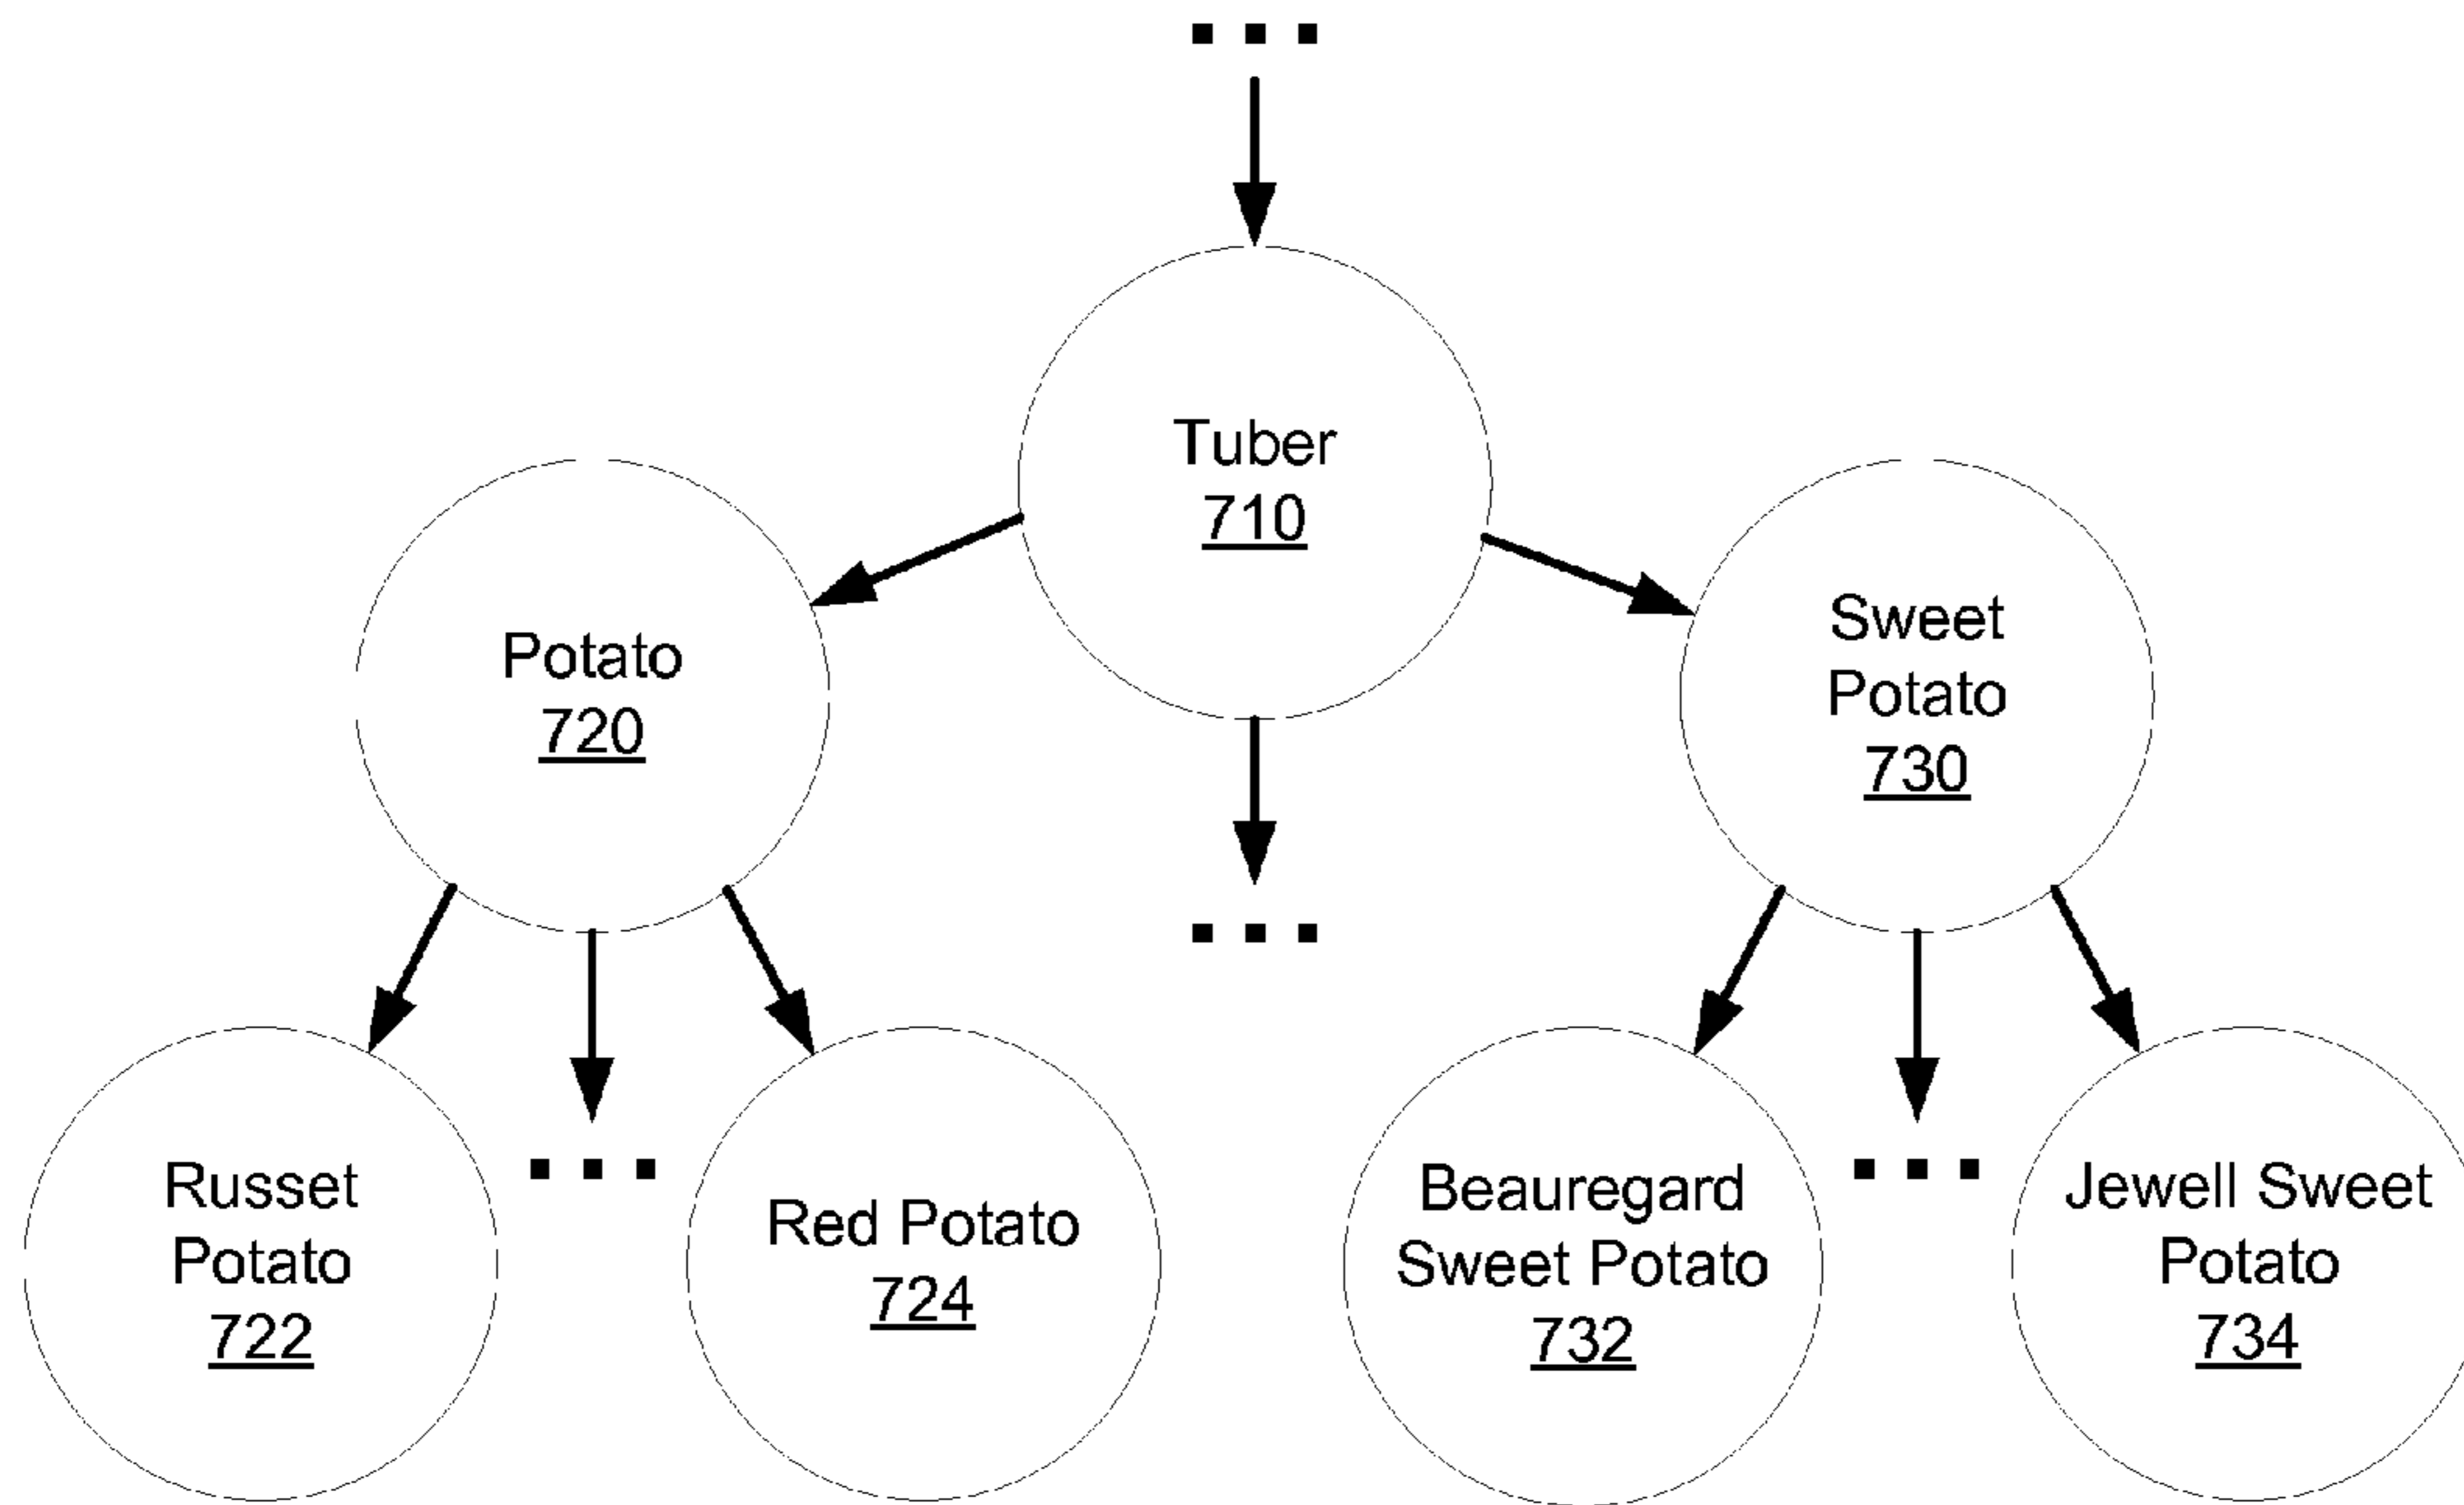 Tuber
710
Potato
720
Sweet
Potato
730
Russet
Potato
722
Red Potato
724
Beauregard
Sweet Potato
732
Jewell Sweet
Potato
734